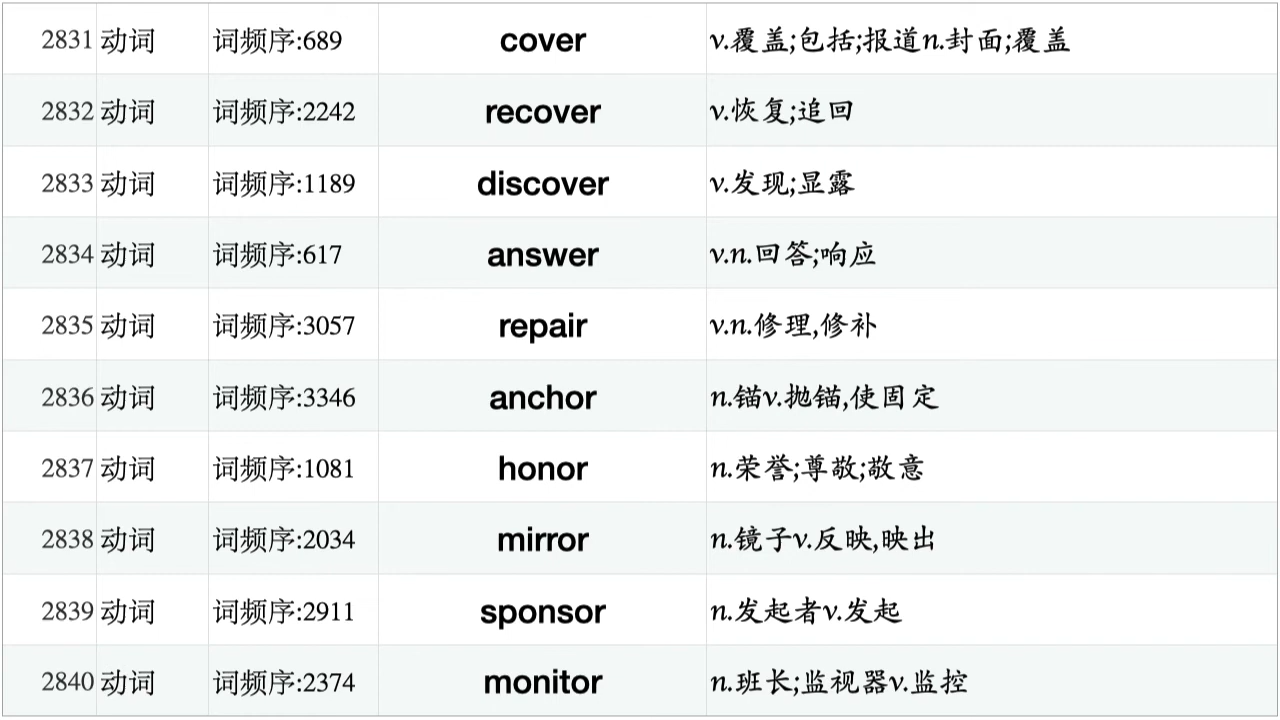 2831 动词 词频序:689 cover v.覆盖;包括;报道n.封面;覆盖
2832 动词 词频序:2242 recover v.恢复;追回
2833 动词 词频序:1189 discover v.发现;显露
2834 动词 词频序:617 answer v.n.回答;响应
2835 动词 词频序:3057 repair v.n.修理,修补
2836 动词 词频序:3346 anchor n.锚v.抛锚,使固定
2837 动词 词频序:1081 honor n.荣誉;尊敬;敬意
2838 动词 词频序:2034 mirror n.镜子v.反映,映出
2839 动词 词频序:2911 sponsor n.发起者v.发起
2840 动词 词频序:2374 monitor n.班长;监视器v.监控